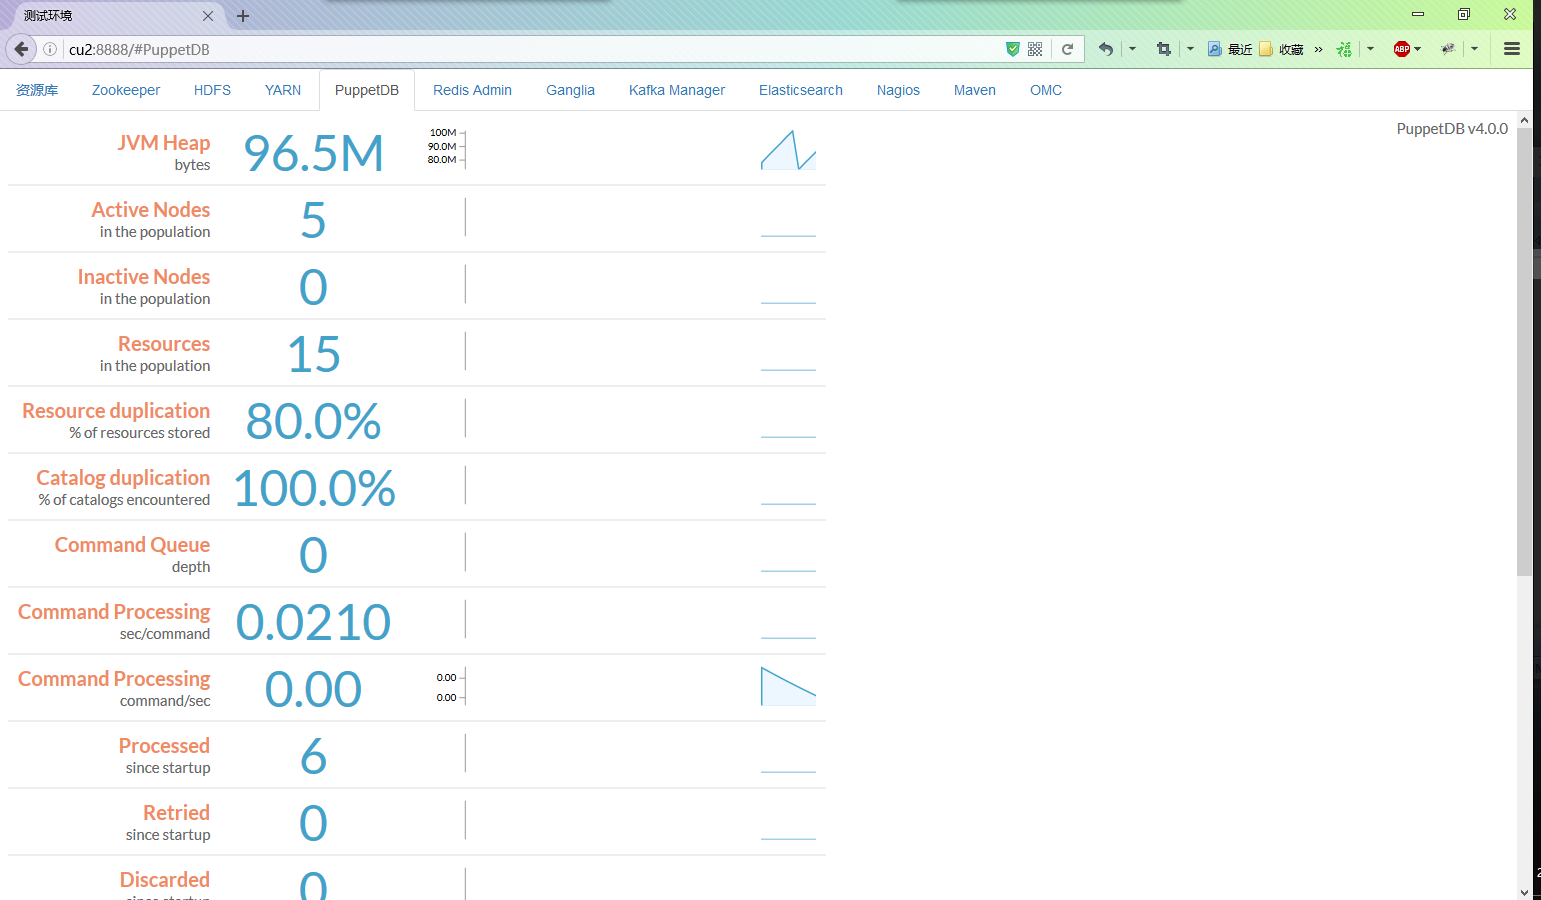 测试环境
cu2:8888/#PuppetDB
最近 收藏 »
ABP
资源库 Zookeeper HDFS YARN PuppetDB Redis Admin Ganglia Kafka Manager Elasticsearch Nagios Maven OMC
PuppetDB v4.0.0
JVM Heap
bytes
96.5M
100M
90.0M
80.0M
Active Nodes
in the population
5
Inactive Nodes
in the population
0
Resources
in the population
15
Resource duplication
% of resources stored
80.0%
Catalog duplication
% of catalogs encountered
100.0%
Command Queue
depth
0
Command Processing
sec/command
0.0210
Command Processing
command/sec
0.00
0.00
0.00
Processed
since startup
6
Retried
since startup
0
Discarded
since startup
0